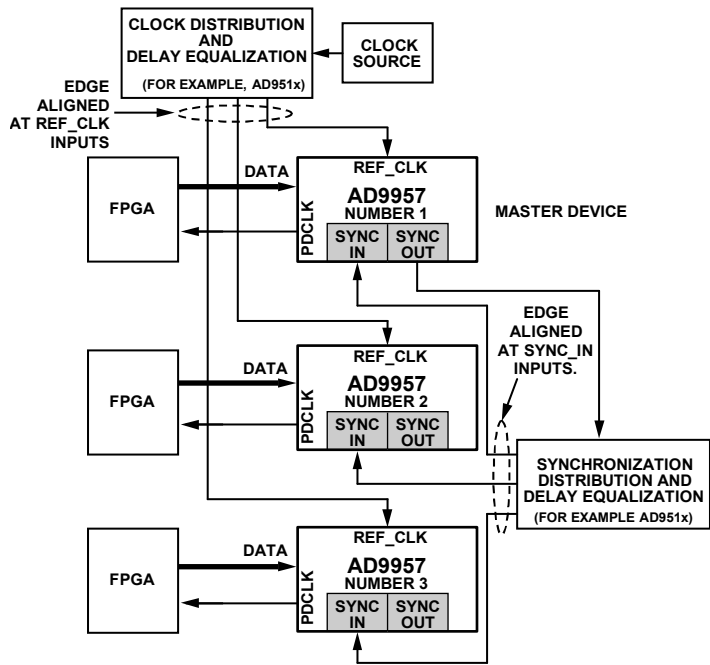 CLOCK DISTRIBUTION
AND
DELAY EQUALIZATION
(FOR EXAMPLE, AD951x)
CLOCK
SOURCE
EDGE
ALIGNED
AT REF_CLK
INPUTS
FPGA
DATA
PDCLK
REF_CLK
AD9957
NUMBER 1
SYNC
IN
SYNC
OUT
MASTER DEVICE
FPGA
DATA
PDCLK
REF_CLK
AD9957
NUMBER 2
SYNC
IN
SYNC
OUT
EDGE
ALIGNED
AT SYNC_IN
INPUTS.
SYNCHRONIZATION
DISTRIBUTION AND
DELAY EQUALIZATION
(FOR EXAMPLE AD951x)
FPGA
DATA
PDCLK
REF_CLK
AD9957
NUMBER 3
SYNC
IN
SYNC
OUT